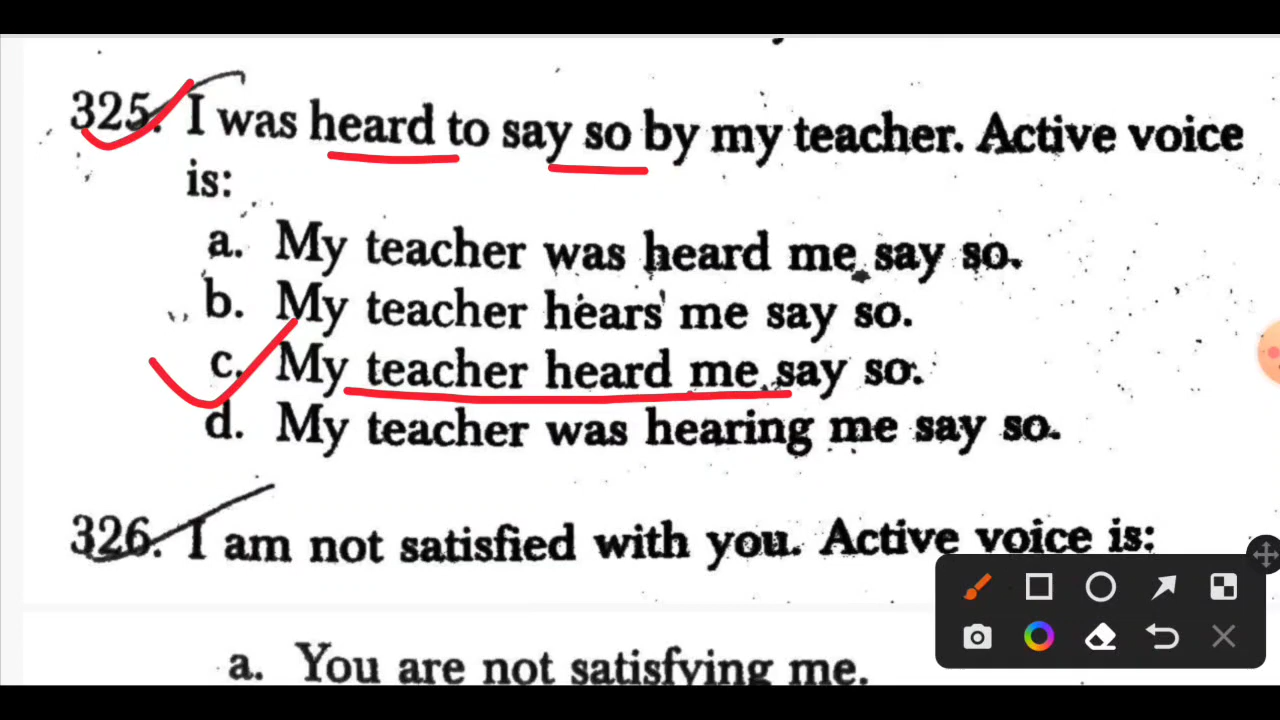 325. I was heard to say so by my teacher. Active voice
is:
a. My teacher was heard me say so.
b. My teacher hears me say so.
c. My teacher heard me say so.
d. My teacher was hearing me say so.
326. I am not satisfied with you. Active voice is:
a. You are not satisfying me.